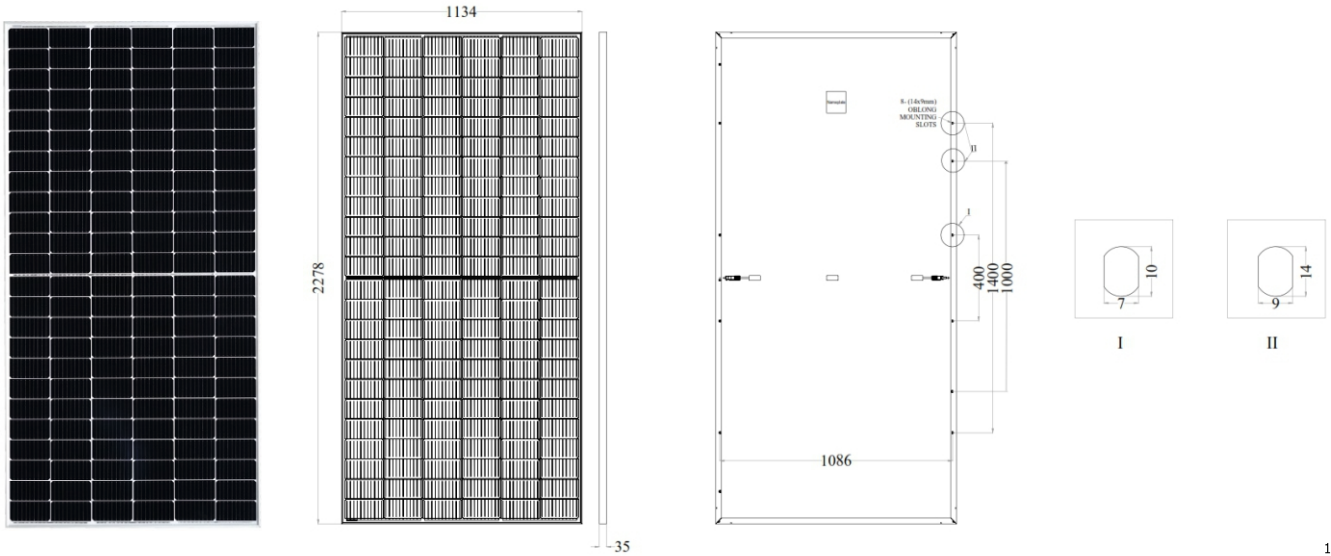 1134
2278
35
8- (14x9mm)
OBLONG
MOUNTING
SLOTS
II
I
400
1400
1000
1086
10
7
I
14
9
II
1